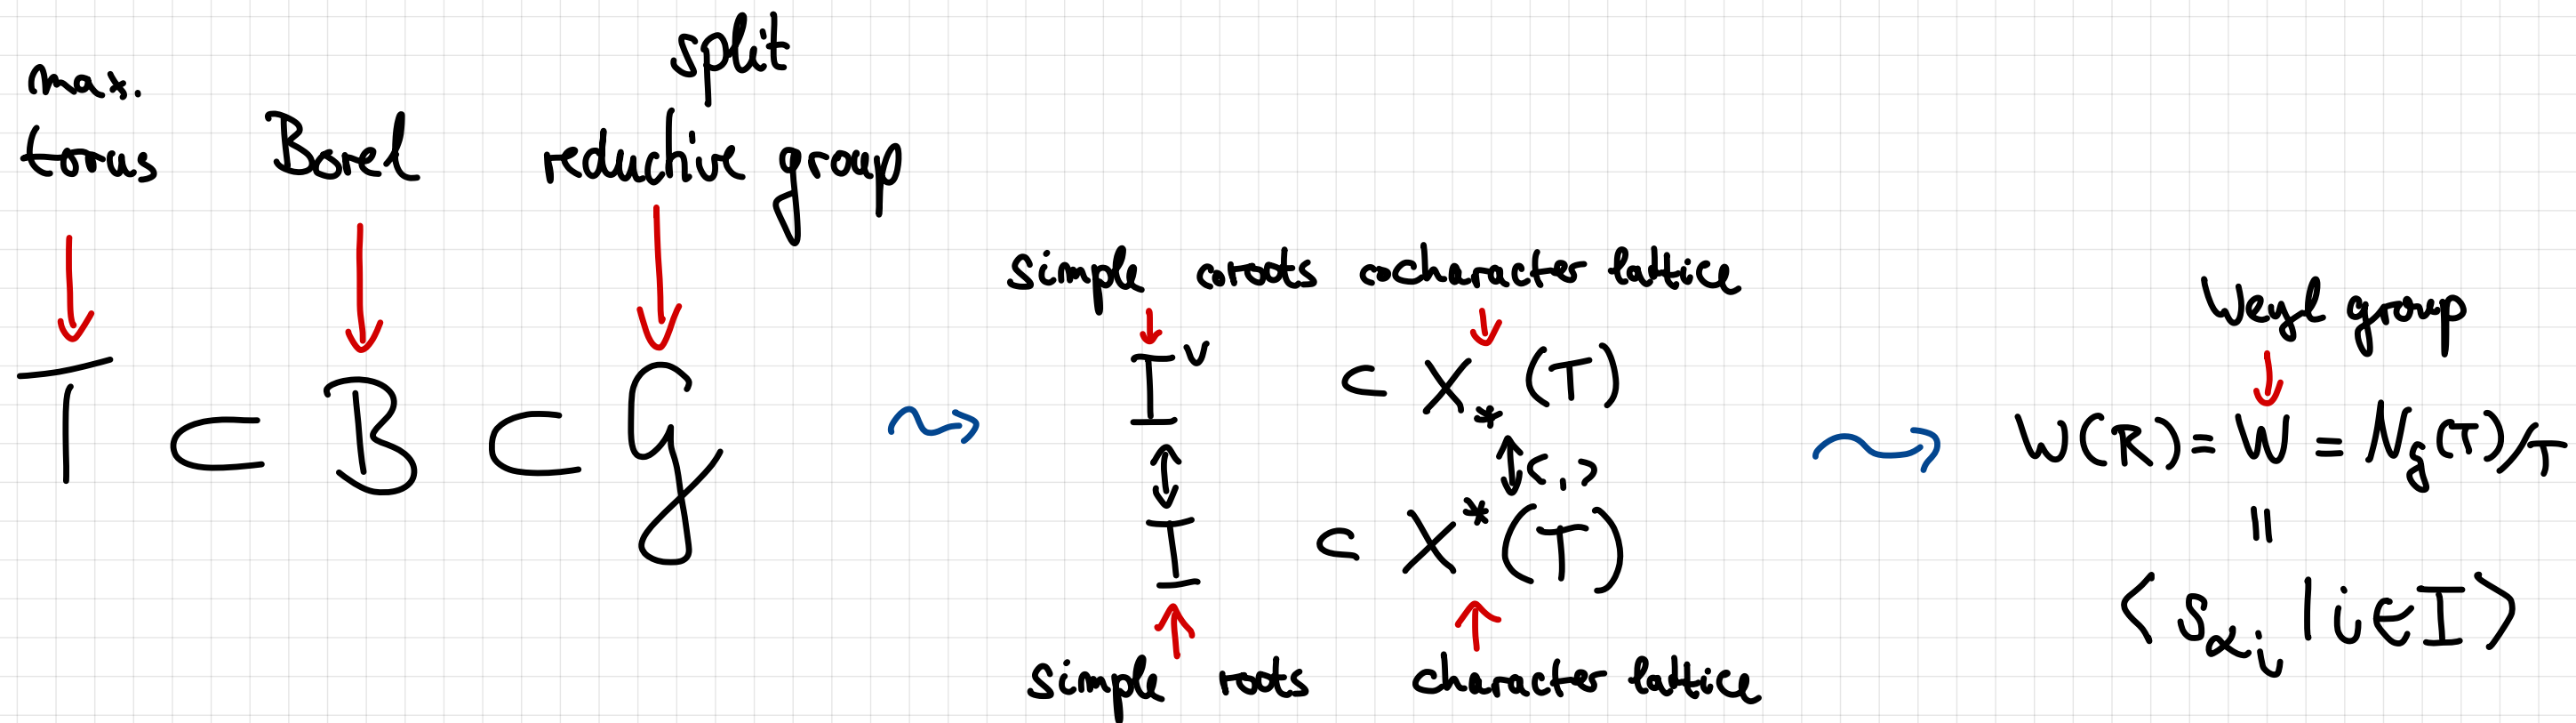 max.
torus
Borel
split
reductive group
T ⊂ B ⊂ G
simple coroots cocharacter lattice
I^∨ ⊂ X_*(T)
⟨,⟩
I ⊂ X^*(T)
simple roots character lattice
Weyl group
W(R) = W = N_G(T)/T
=
⟨s_{α_i} | i ∈ I⟩